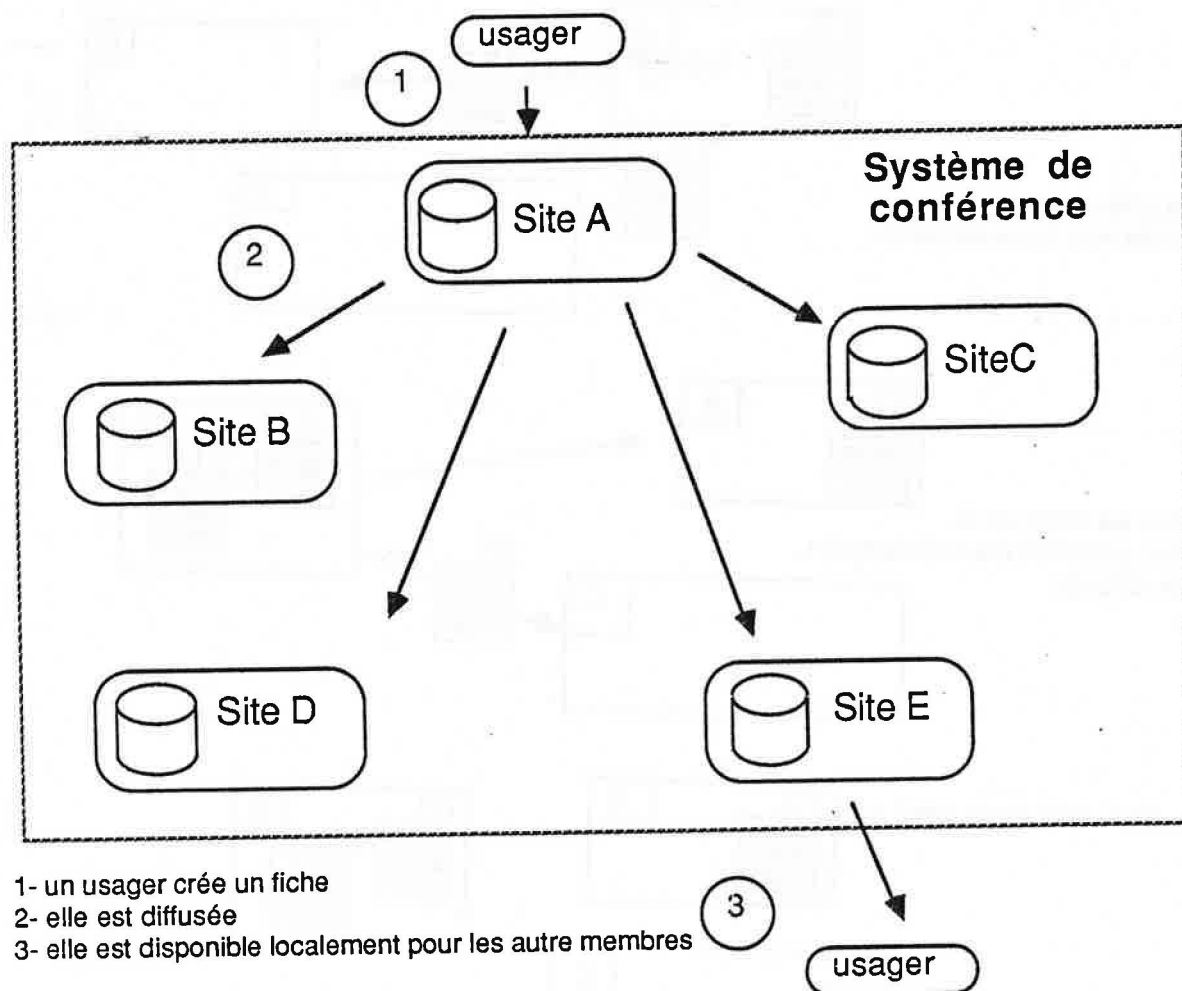 usager
1
Système de
conférence
Site A
2
SiteC
Site B
Site D
Site E
1- un usager crée un fiche
2- elle est diffusée
3- elle est disponible localement pour les autre membres
3
usager